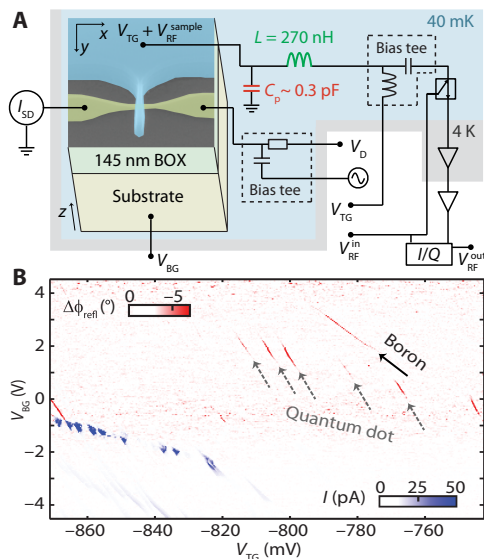 A
x
y
V_TG + V_RF^sample
L = 270 nH
40 mK
Bias tee
C_p ~ 0.3 pF
I_SD
4 K
145 nm BOX
V_D
Bias tee
Substrate
z
V_TG
V_RF^in
I/Q
V_RF^out
V_BG
B
Δϕ_refl (°)
0 −5
Boron
Quantum dot
I (pA)
0 25 50
4
2
0
−2
−4
V_BG (V)
−860 −840 −820 −800 −780 −760
V_TG (mV)